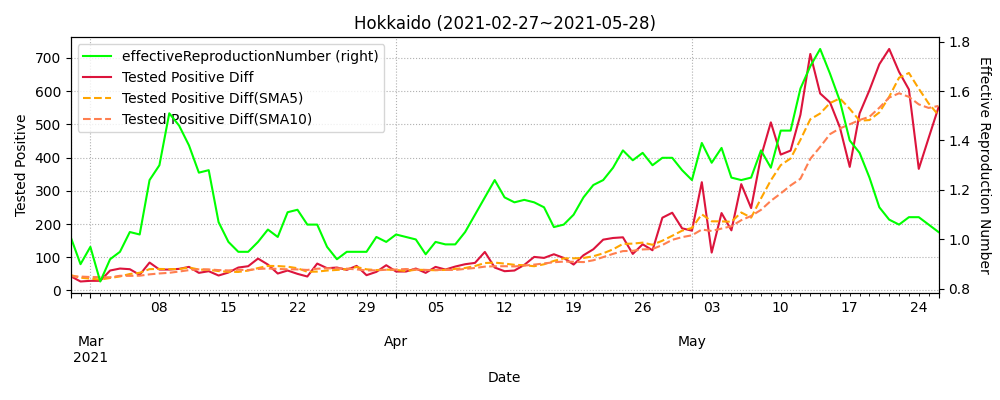 Hokkaido (2021-02-27~2021-05-28)
effectiveReproductionNumber (right)
Tested Positive Diff
Tested Positive Diff(SMA5)
Tested Positive Diff(SMA10)
Tested Positive
700
600
500
400
300
200
100
0
1.8
1.6
1.4
1.2
1.0
0.8
Effective Reproduction Number
08 15 22 29 05 12 19 26 03 10 17 24
Mar Apr May
2021
Date